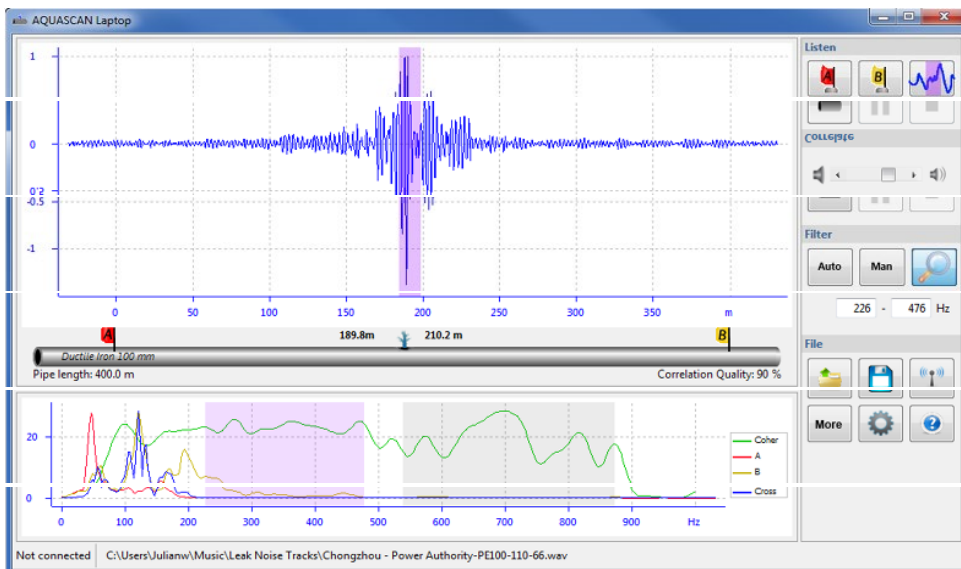 AQUASCAN Laptop
Listen
A
B
1
0
0.2
-0.5
-1
0 50 100 150 200 250 300 350 m
Correlate
Filter
Auto Man
226 - 476 Hz
A 189.8m 210.2 m B
Ductile Iron 100 mm
Pipe length: 400.0 m Correlation Quality: 90 %
File
More
20
0
0 100 200 300 400 500 600 700 800 900 Hz
Coher
A
B
Cross
Not connected C:\Users\Julianw\Music\Leak Noise Tracks\Chongzhou - Power Authority-PE100-110-66.wav